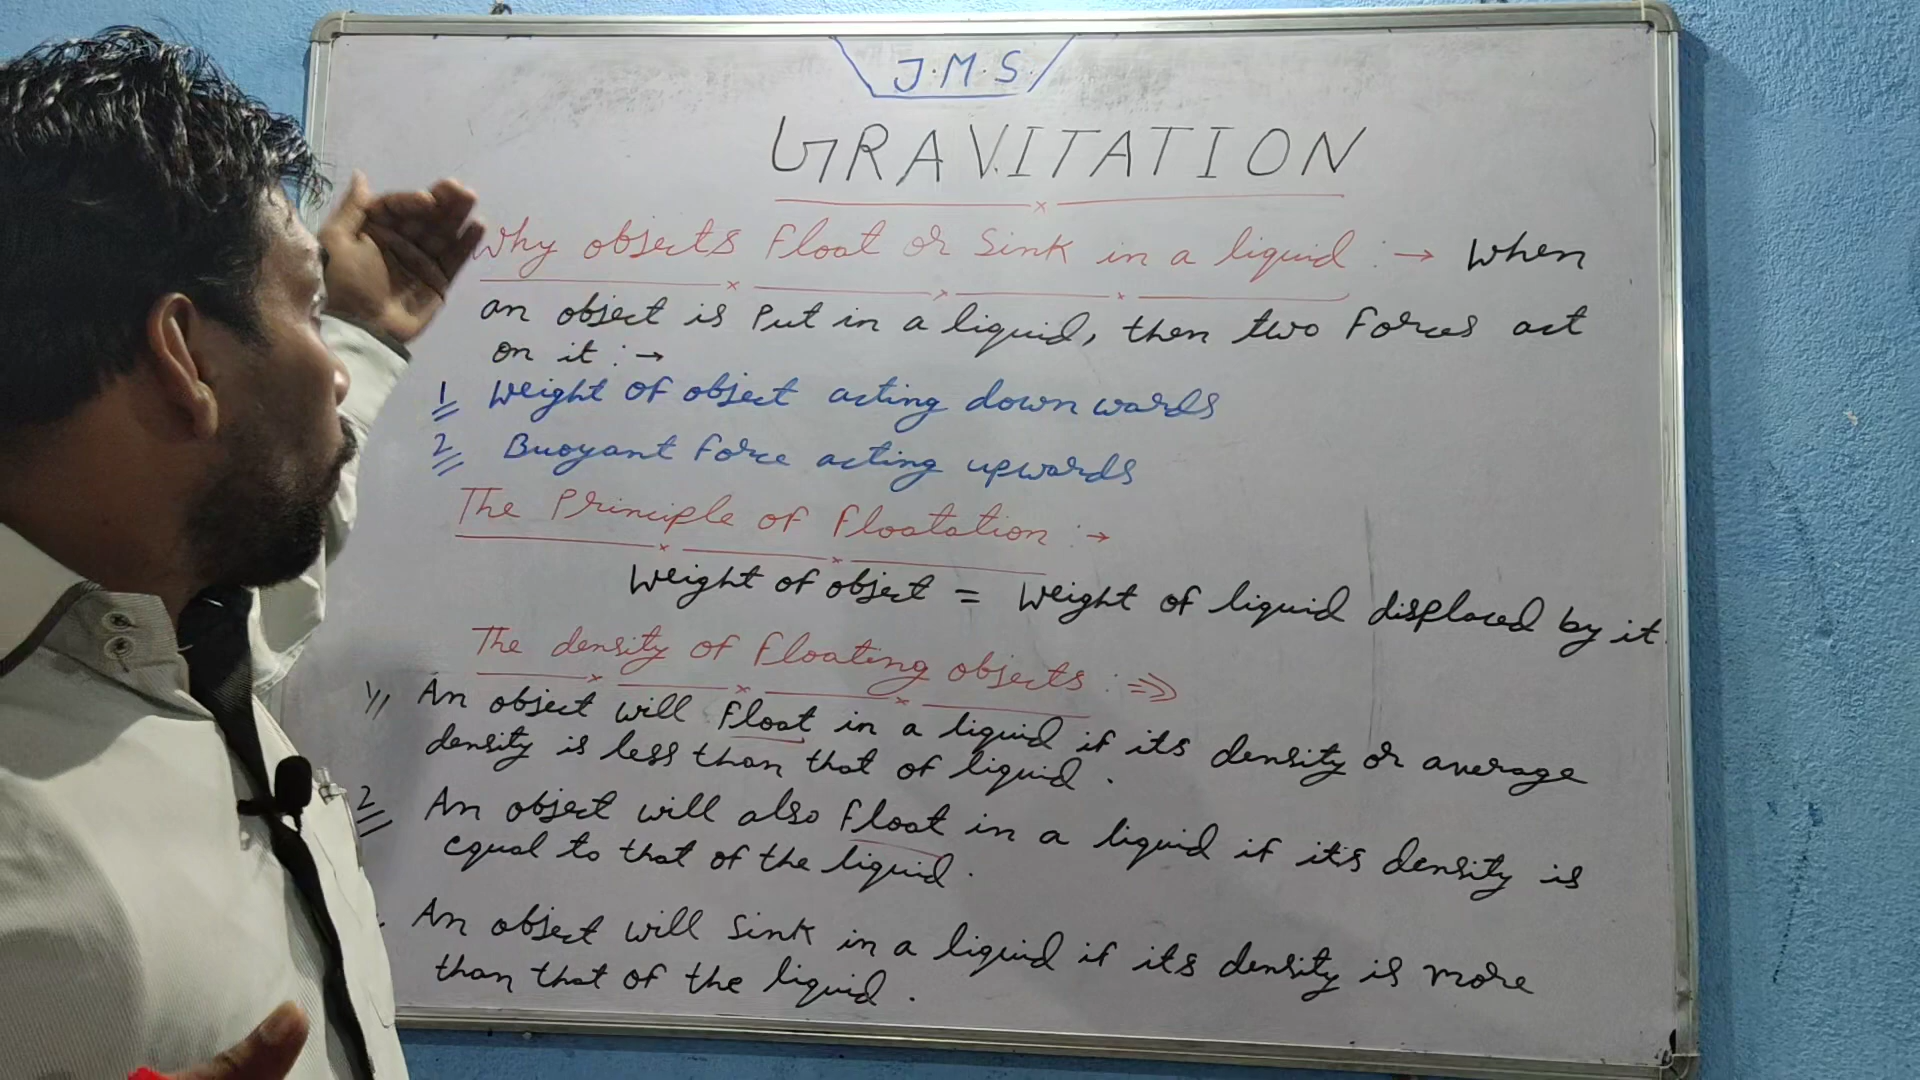 J.M.S.
GRAVITATION
Why objects Float or Sink in a liquid :→ When
an object is Put in a liquid, then two Forces act
on it :→
1 Weight of object acting downwards
2 Buoyant Force acting upwards
The Principle of Floatation :→
Weight of object = Weight of liquid displaced by it.
The density of Floating objects :⇒
1 An object will Float in a liquid if its density or average
density is less than that of liquid.
2 An object will also Float in a liquid if it's density is
equal to that of the liquid.
An object will Sink in a liquid if it's density is more
than that of the liquid.